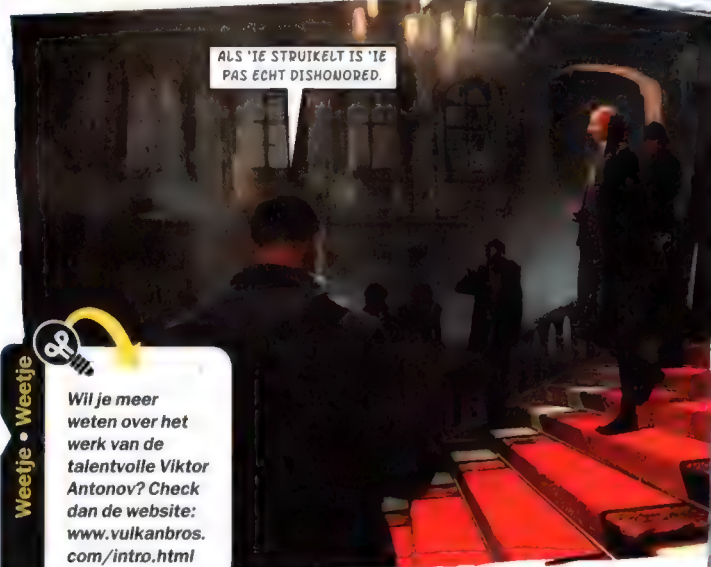 ALS 'IE STRUIKELT IS 'IE
PAS ECHT DISHONORED.
Weetje • Weetje
Wil je meer
weten over het
werk van de
talentvolle Viktor
Antonov? Check
dan de website:
www.vulkanbros.
com/intro.html